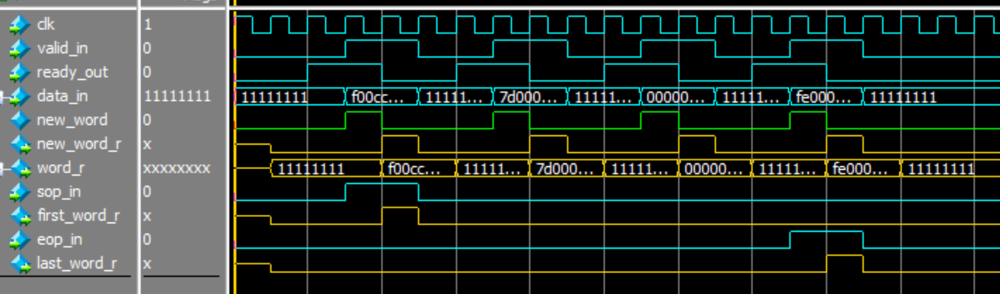 clk 1
valid_in 0
ready_out 0
data_in 11111111 11111111 f00cc... 11111... 7d000... 11111... 00000... 11111... fe000... 11111111
new_word 0
new_word_r x
word_r xxxxxxxx 11111111 f00cc... 11111... 7d000... 11111... 00000... 11111... fe000... 11111111
sop_in 0
first_word_r x
eop_in 0
last_word_r x